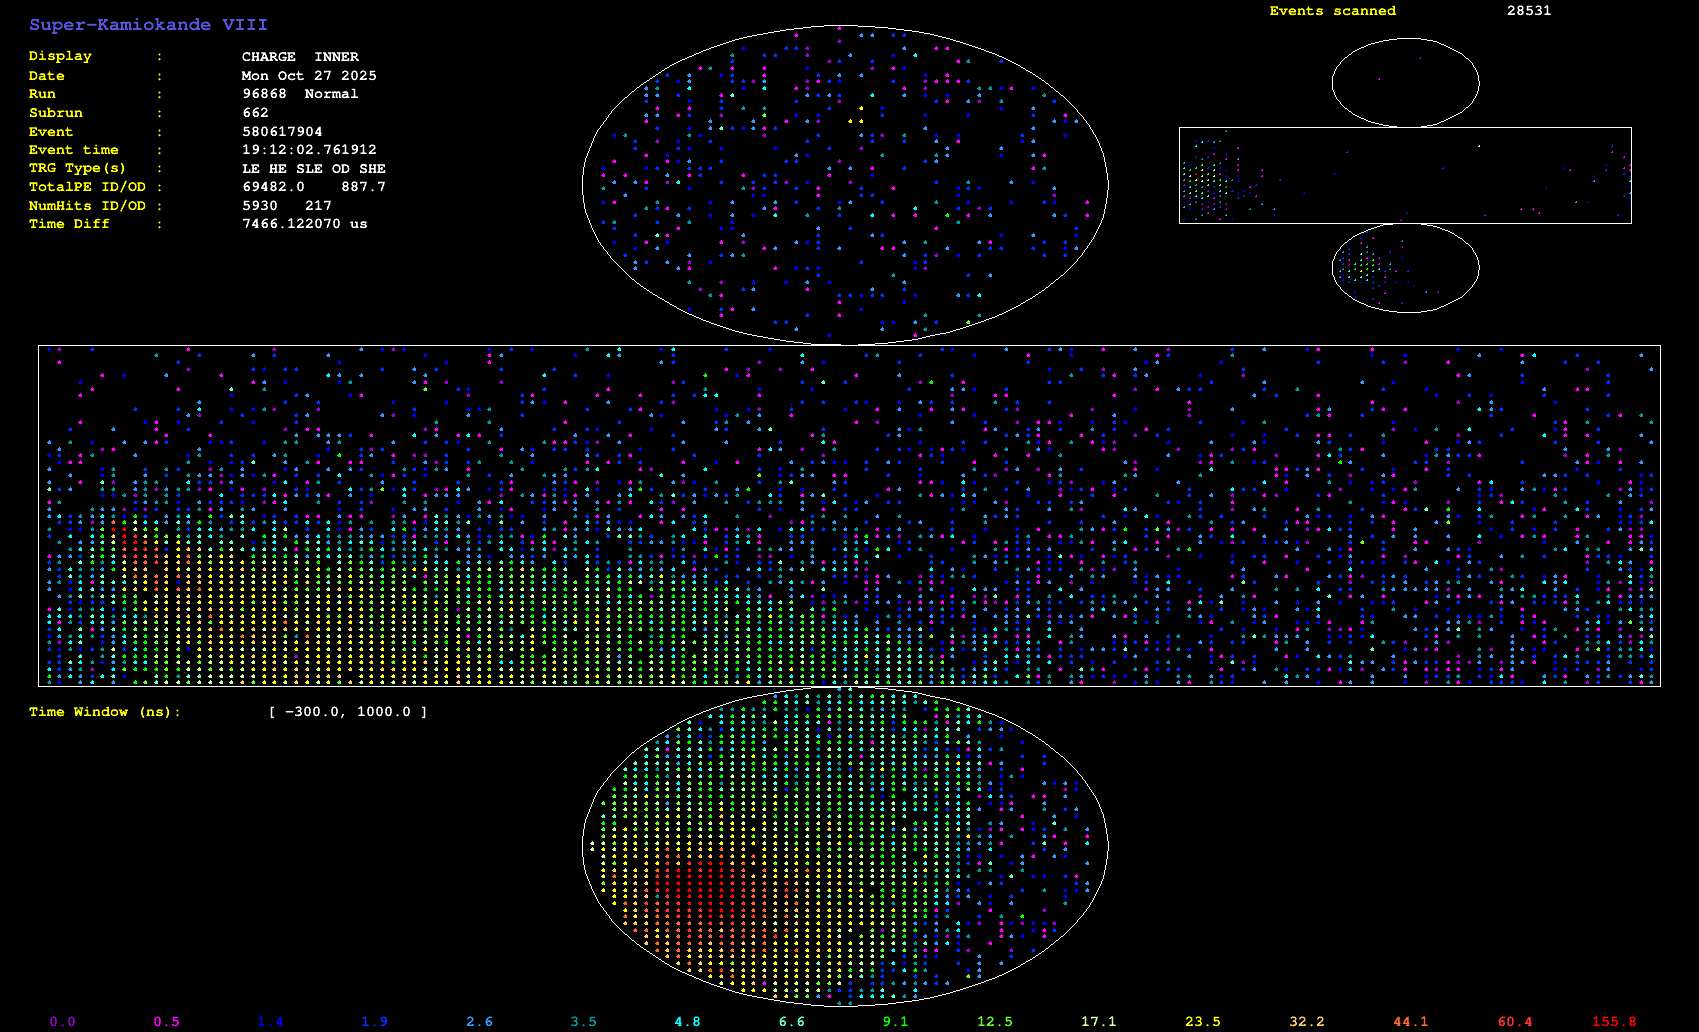 Super-Kamiokande VIII
Events scanned 28531
Display : CHARGE INNER
Date : Mon Oct 27 2025
Run : 96868 Normal
Subrun : 662
Event : 580617904
Event time : 19:12:02.761912
TRG Type(s) : LE HE SLE OD SHE
TotalPE ID/OD : 69482.0 887.7
NumHits ID/OD : 5930 217
Time Diff : 7466.122070 us
Time Window (ns): [ -300.0, 1000.0 ]
0.0 0.5 1.4 1.9 2.6 3.5 4.8 6.6 9.1 12.5 17.1 23.5 32.2 44.1 60.4 155.8